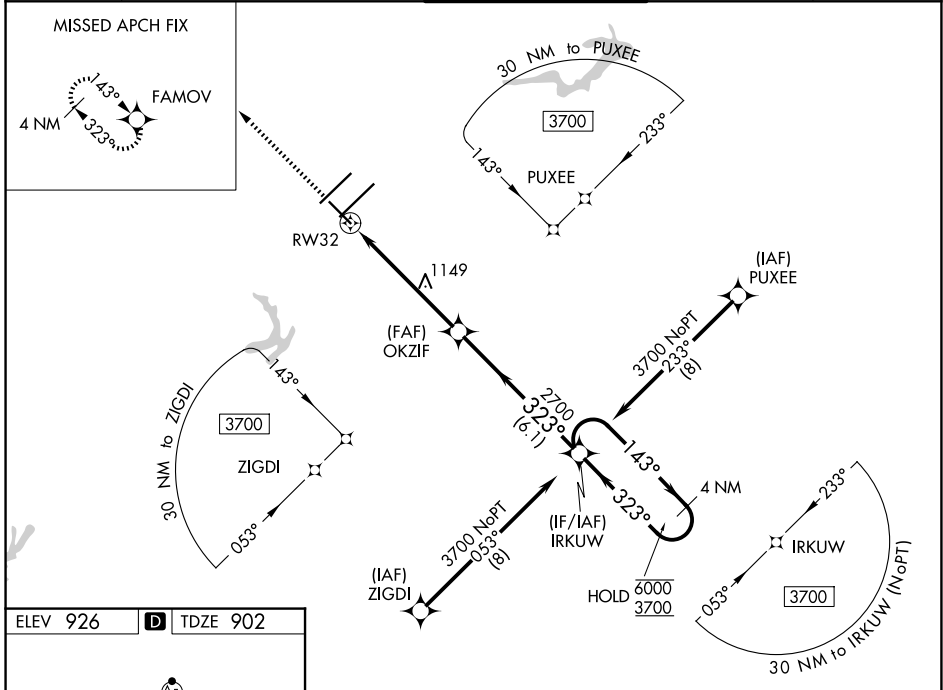 MISSED APCH FIX
143°
FAMOV
4 NM
323°
30 NM to PUXEE
3700
233°
143°
PUXEE
RW32
1149
(IAF)
PUXEE
(FAF)
OKZIF
3700 NoPT
233°
(8)
143°
30 NM to ZIGDI
3700
ZIGDI
053°
2700
323°
(6.1)
143°
4 NM
323°
(IF/IAF)
IRKUW
3700 NoPT
053°
(8)
(IAF)
ZIGDI
HOLD 6000
3700
233°
IRKUW
053°
3700
30 NM to IRKUW (NoPT)
ELEV 926
D
TDZE 902